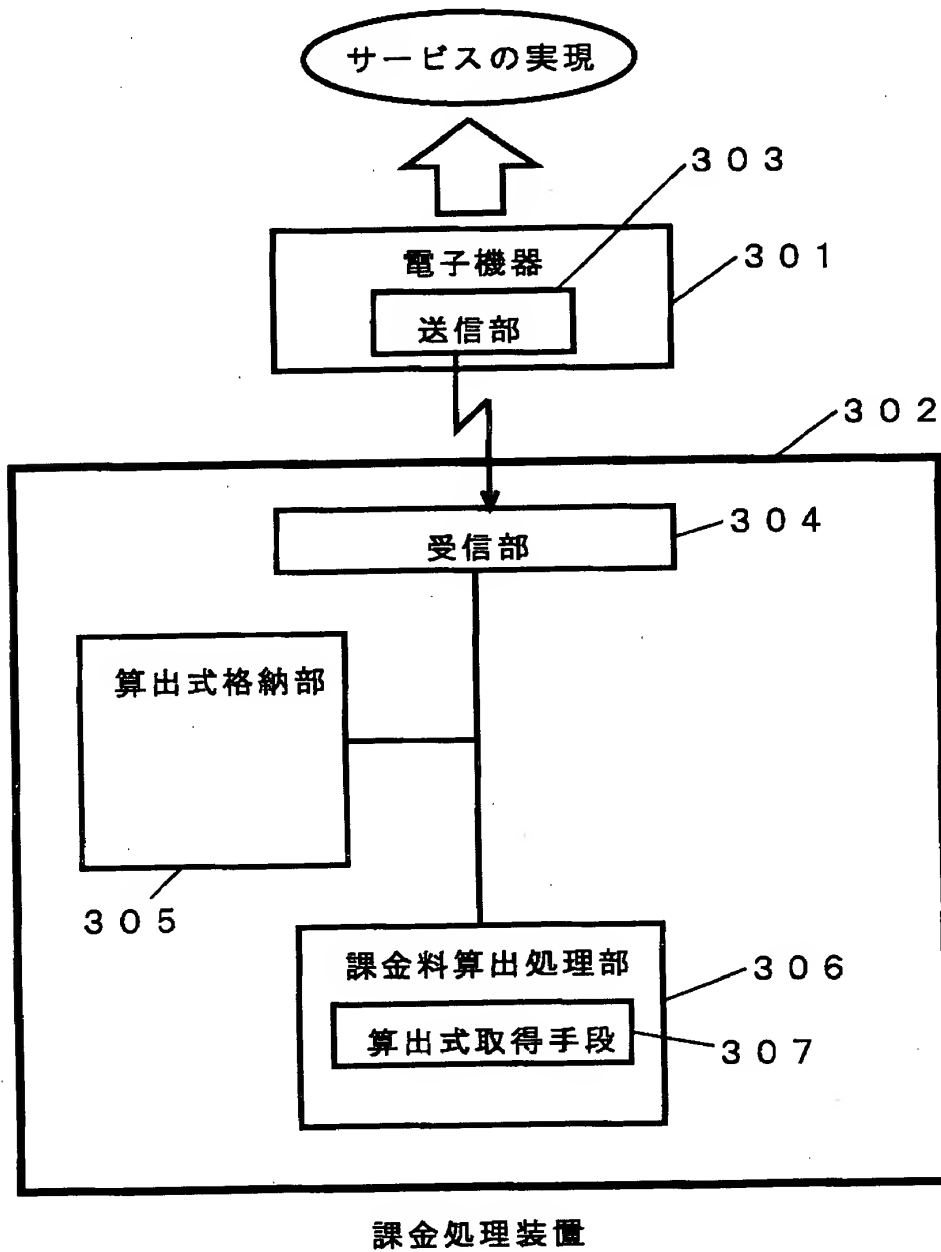 サービスの実現
３０３
電子機器
３０１
送信部
３０２
３０４
受信部
算出式格納部
３０５
課金料算出処理部
３０６
算出式取得手段
３０７
課金処理装置